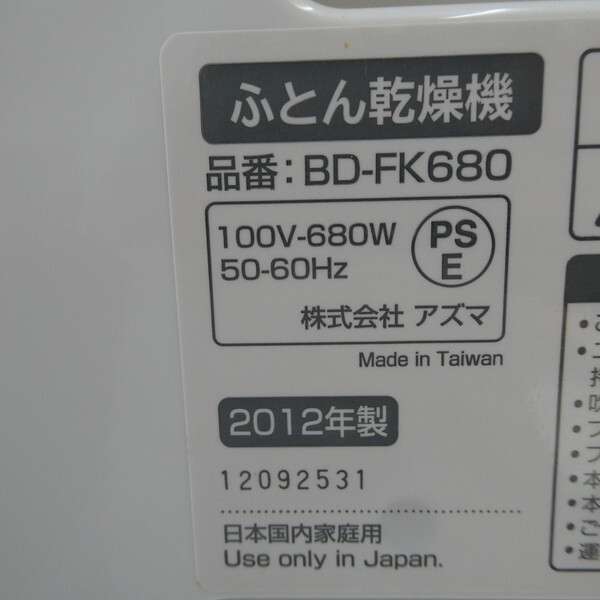 ふとん乾燥機
品番：BD-FK680
100V-680W
50-60Hz
PS
E
株式会社 アズマ
Made in Taiwan
2012年製
12092531
日本国内家庭用
Use only in Japan.